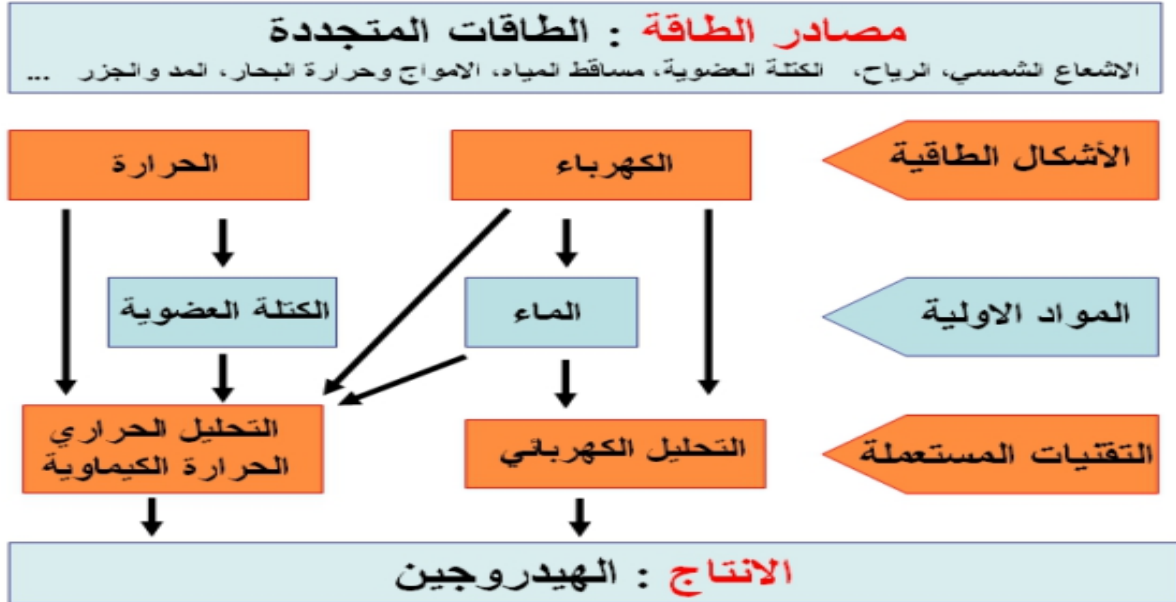 مصادر الطاقة : الطاقات المتجددة
الاشعاع الشمسي، الرياح، الكتلة العضوية، مساقط المياه، الامواج وحرارة البحار، المد والجزر ...
الأشكال الطاقية
الكهرباء
الحرارة
المواد الاولية
الماء
الكتلة العضوية
التقنيات المستعملة
التحليل الكهربائي
التحليل الحراري
الحرارة الكيماوية
الانتاج : الهيدروجين